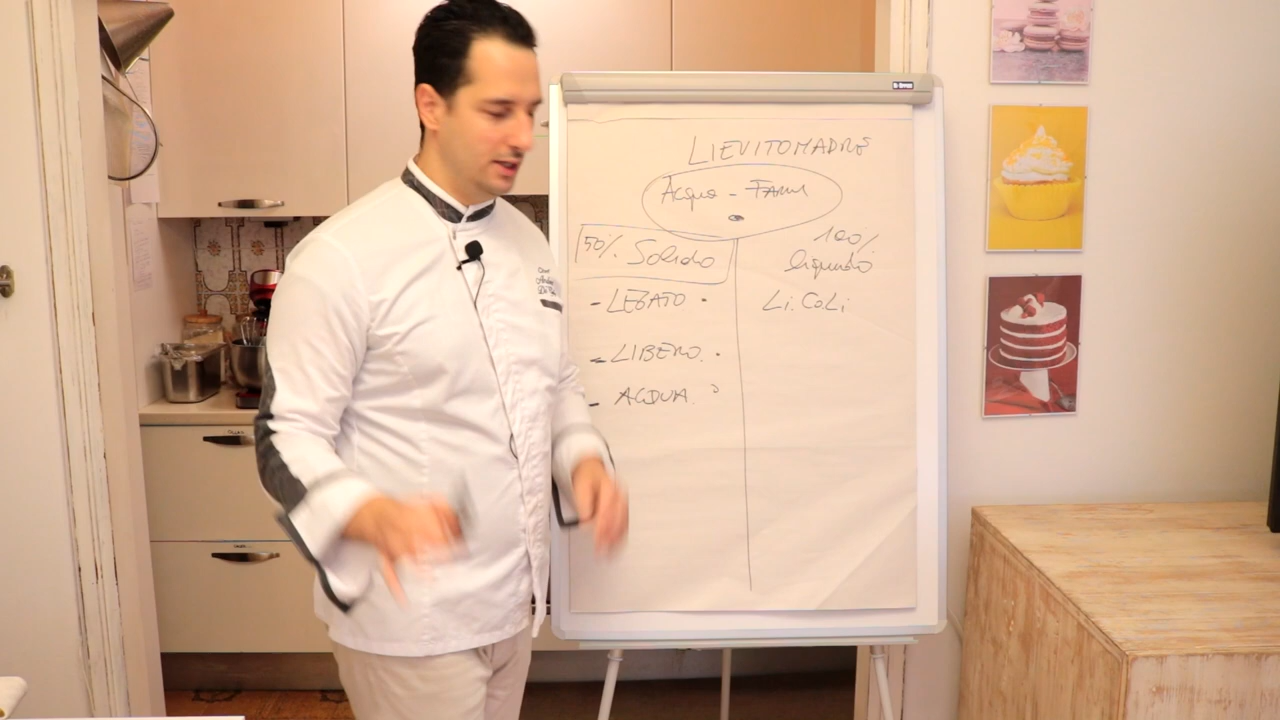 LIEVITOMADRE
Acqua - Farina
50% Solido
- LEGATO
- LIBERO
- ACQUA
100%
liquido
Li.Co.Li